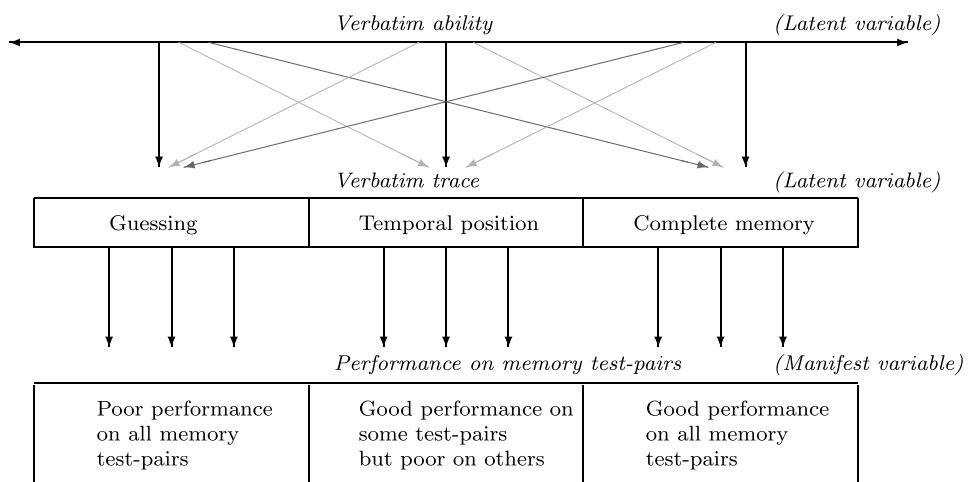 Verbatim ability (Latent variable)
Verbatim trace (Latent variable)
Guessing Temporal position Complete memory
Performance on memory test-pairs (Manifest variable)
Poor performance Good performance on Good performance
on all memory some test-pairs on all memory
test-pairs but poor on others test-pairs